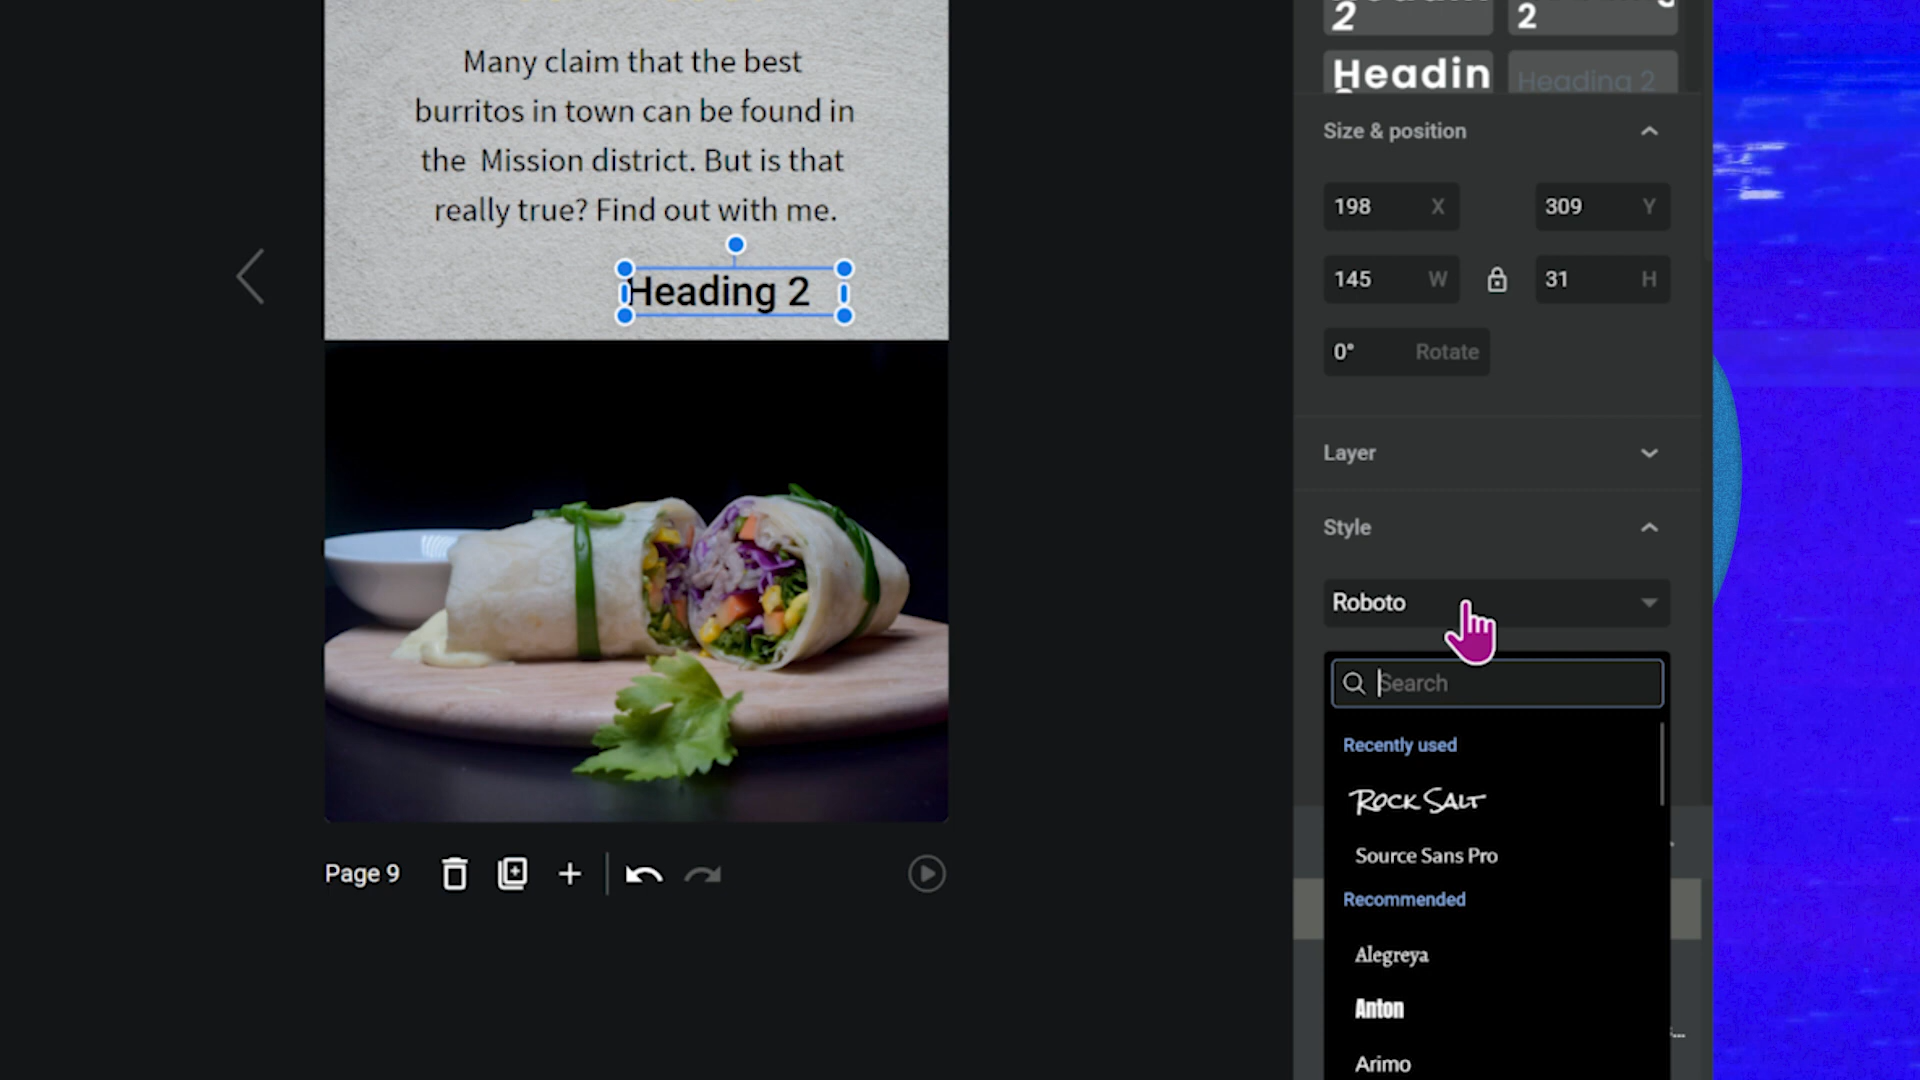 Many claim that the best
burritos in town can be found in
the  Mission district. But is that
really true? Find out with me.
Heading 2
Page 9
2
2
Headin
Heading 2
Size & position
198 X
309 Y
145 W
31 H
0° Rotate
Layer
Style
Roboto
Search
Recently used
Rock Salt
Source Sans Pro
Recommended
Alegreya
Anton
Arimo